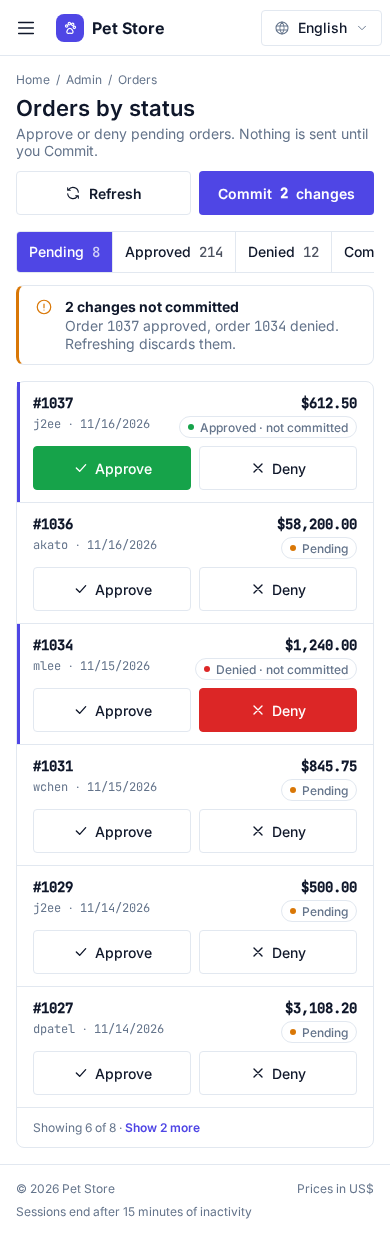 Pet Store
English
Home / Admin / Orders
Orders by status
Approve or deny pending orders. Nothing is sent until
you Commit.
Refresh
Commit 2 changes
Pending 8
Approved 214
Denied 12
Com
2 changes not committed
Order 1037 approved, order 1034 denied.
Refreshing discards them.
#1037
$612.50
j2ee · 11/16/2026
Approved · not committed
Approve
Deny
#1036
$58,200.00
akato · 11/16/2026
Pending
Approve
Deny
#1034
$1,240.00
mlee · 11/15/2026
Denied · not committed
Approve
Deny
#1031
$845.75
wchen · 11/15/2026
Pending
Approve
Deny
#1029
$500.00
j2ee · 11/14/2026
Pending
Approve
Deny
#1027
$3,108.20
dpatel · 11/14/2026
Pending
Approve
Deny
Showing 6 of 8 · Show 2 more
© 2026 Pet Store
Prices in US$
Sessions end after 15 minutes of inactivity